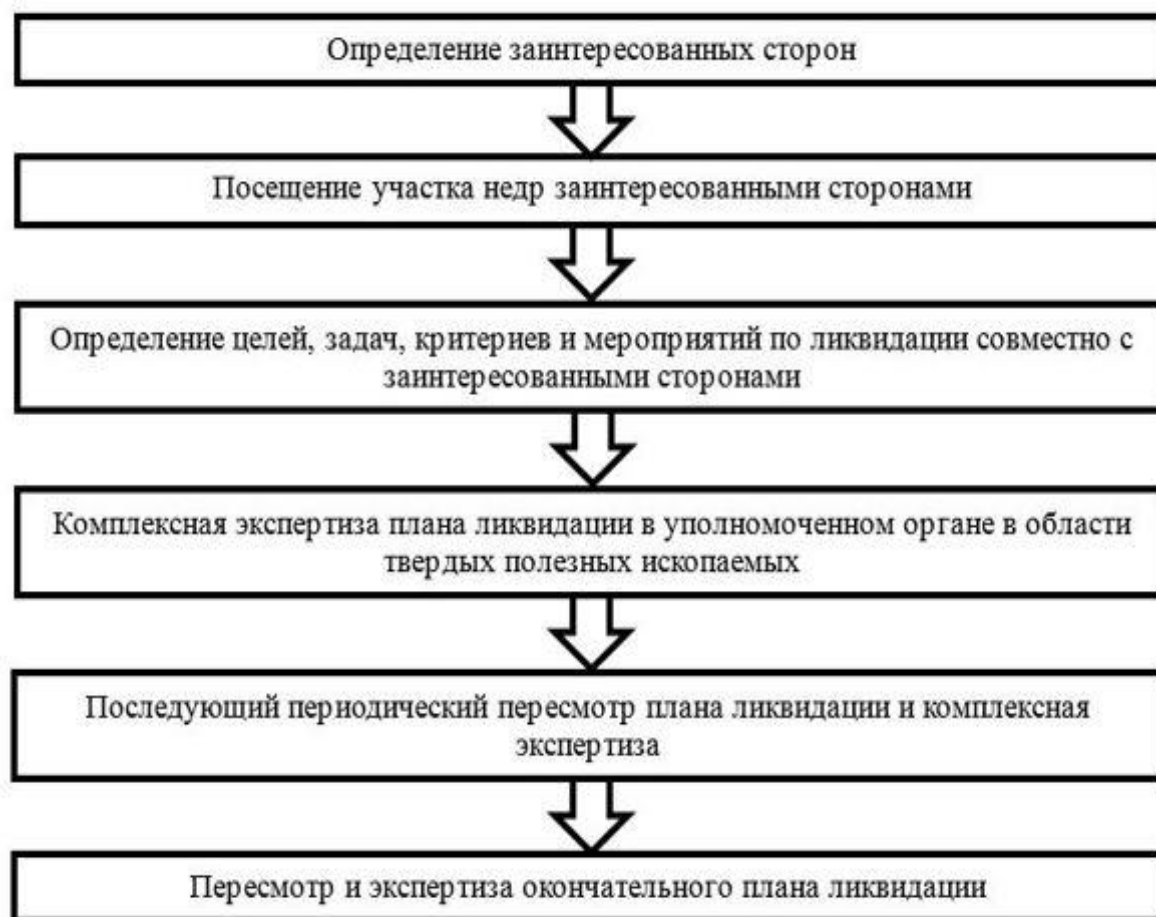 Определение заинтересованных сторон
Посещение участка недр заинтересованными сторонами
Определение целей, задач, критериев и мероприятий по ликвидации совместно с
заинтересованными сторонами
Комплексная экспертиза плана ликвидации в уполномоченном органе в области
твердых полезных ископаемых
Последующий периодический пересмотр плана ликвидации и комплексная
экспертиза
Пересмотр и экспертиза окончательного плана ликвидации